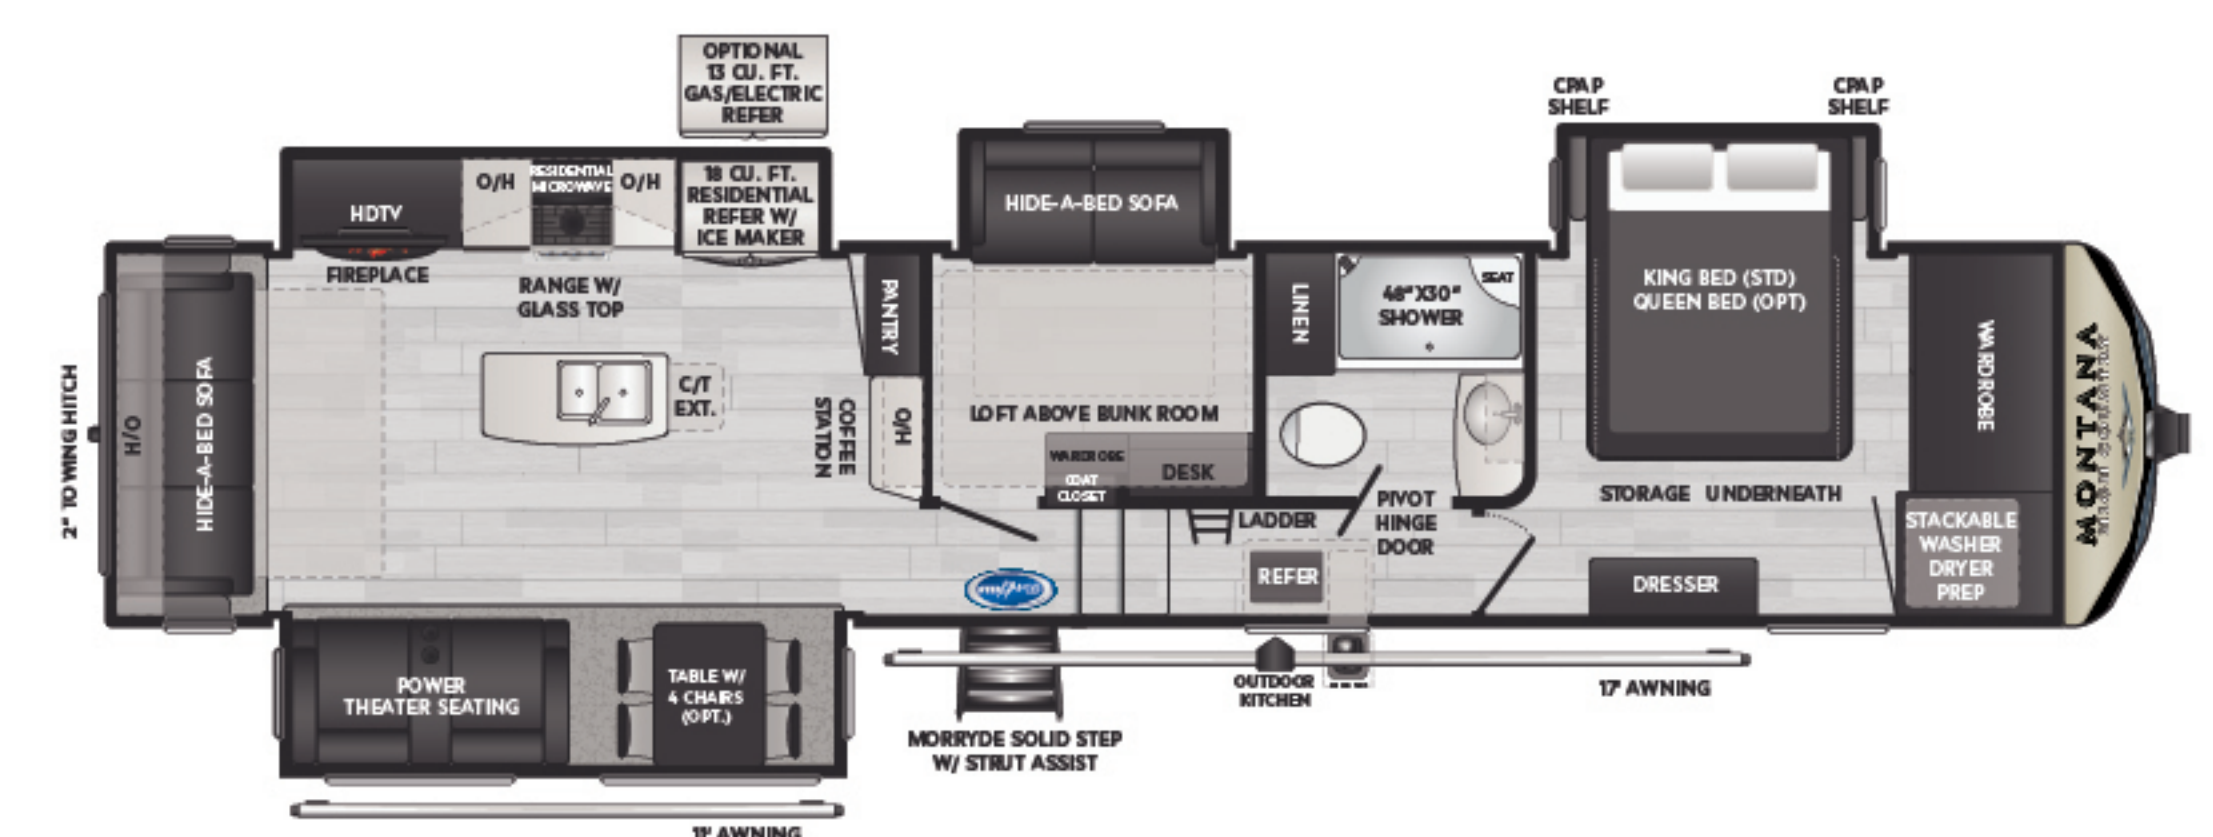 OPTIONAL
13 CU. FT.
GAS/ELECTRIC
REFER
CPAP
SHELF
CPAP
SHELF
HDTV
O/H
RESIDENTIAL
MICROWAVE
O/H
18 CU. FT.
RESIDENTIAL
REFER W/
ICE MAKER
FIREPLACE
RANGE W/
GLASS TOP
HIDE-A-BED SOFA
PANTRY
LINEN
48"X30"
SHOWER
SEAT
KING BED (STD)
QUEEN BED (OPT)
WARDROBE
MONTANA
2" TOWING HITCH
O/H
HIDE-A-BED SOFA
C/T
EXT.
COFFEE
STATION
O/H
LOFT ABOVE BUNK ROOM
WARDROBE
COAT
CLOSET
DESK
LADDER
PIVOT
HINGE
DOOR
STORAGE UNDERNEATH
STACKABLE
WASHER
DRYER
PREP
REFER
DRESSER
POWER
THEATER SEATING
TABLE W/
4 CHAIRS
(OPT.)
OUTDOOR
KITCHEN
17' AWNING
MORRYDE SOLID STEP
W/ STRUT ASSIST
11' AWNING